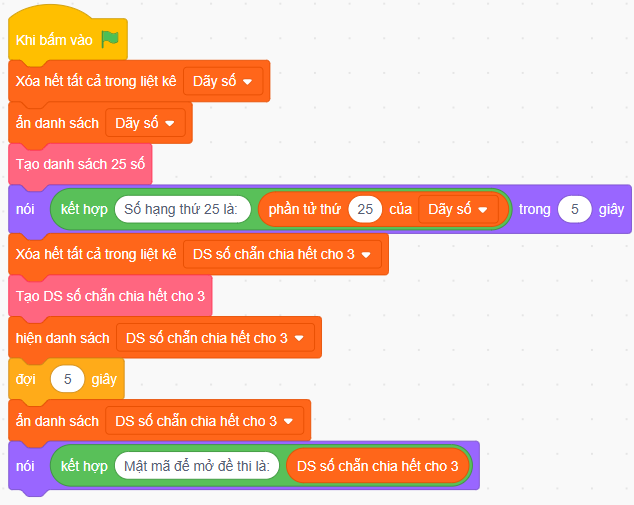 Khi bấm vào
Xóa hết tất cả trong liệt kê Dãy số
ẩn danh sách Dãy số
Tạo danh sách 25 số
nói kết hợp Số hạng thứ 25 là: phần tử thứ 25 của Dãy số trong 5 giây
Xóa hết tất cả trong liệt kê DS số chẵn chia hết cho 3
Tạo DS số chẵn chia hết cho 3
hiện danh sách DS số chẵn chia hết cho 3
đợi 5 giây
ẩn danh sách DS số chẵn chia hết cho 3
nói kết hợp Mật mã để mở đề thi là: DS số chẵn chia hết cho 3